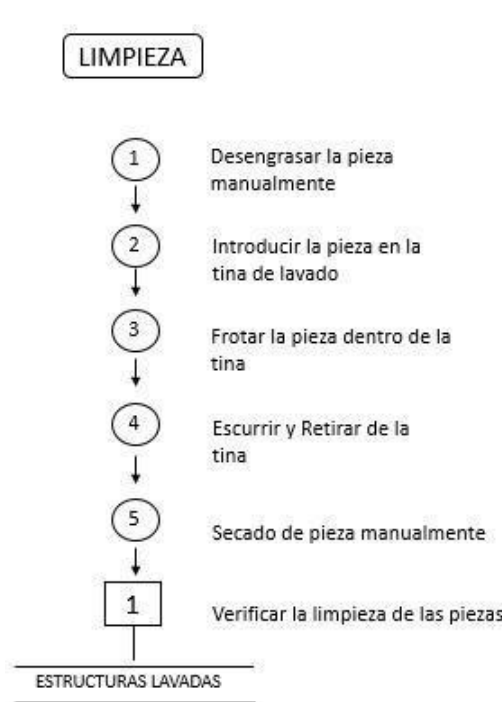 LIMPIEZA
1
Desengrasar la pieza
manualmente
2
Introducir la pieza en la
tina de lavado
3
Frotar la pieza dentro de la
tina
4
Escurrir y Retirar de la
tina
5
Secado de pieza manualmente
1
Verificar la limpieza de las piezas
ESTRUCTURAS LAVADAS